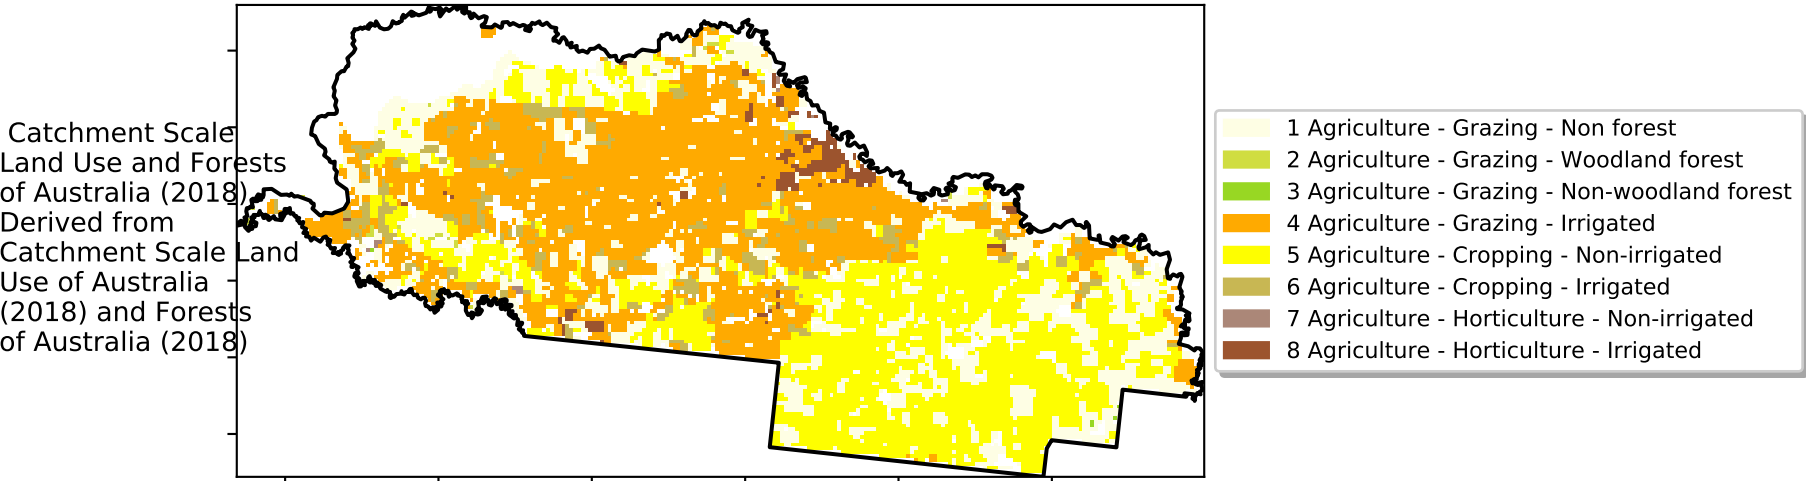 Catchment Scale
Land Use and Forests
of Australia (2018)
Derived from
Catchment Scale Land
Use of Australia
(2018) and Forests
of Australia (2018)
1 Agriculture - Grazing - Non forest
2 Agriculture - Grazing - Woodland forest
3 Agriculture - Grazing - Non-woodland forest
4 Agriculture - Grazing - Irrigated
5 Agriculture - Cropping - Non-irrigated
6 Agriculture - Cropping - Irrigated
7 Agriculture - Horticulture - Non-irrigated
8 Agriculture - Horticulture - Irrigated